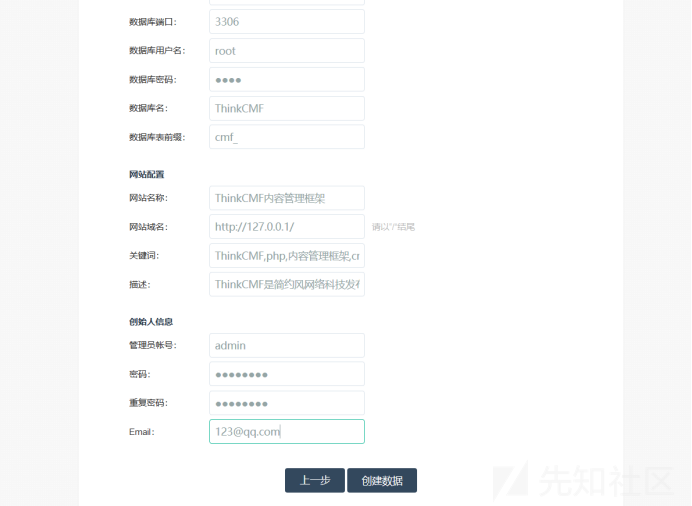 数据库端口： 3306
数据库用户名： root
数据库密码： ●●●●
数据库名： ThinkCMF
数据库表前缀： cmf_
网站配置
网站名称： ThinkCMF内容管理框架
网站域名： http://127.0.0.1/ 请以“/”结尾
关键词： ThinkCMF,php,内容管理框架,cr
描述： ThinkCMF是简约风网络科技发布
创始人信息
管理员帐号： admin
密码： ●●●●●●●●
重复密码： ●●●●●●●●
Email： 123@qq.com
上一步 创建数据
先知社区